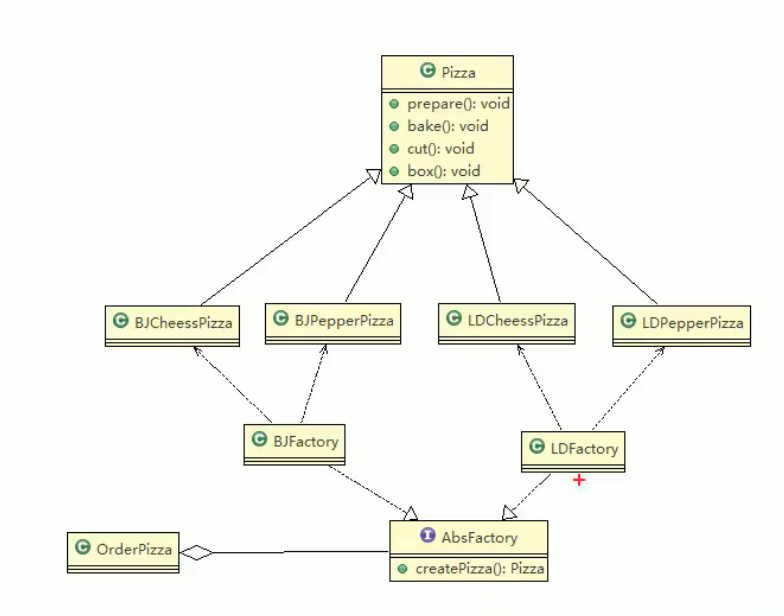 C Pizza
prepare(): void
bake(): void
cut(): void
box(): void
C BJCheessPizza
C BJPepperPizza
C LDCheessPizza
C LDPepperPizza
C BJFactory
C LDFactory
C OrderPizza
I AbsFactory
createPizza(): Pizza